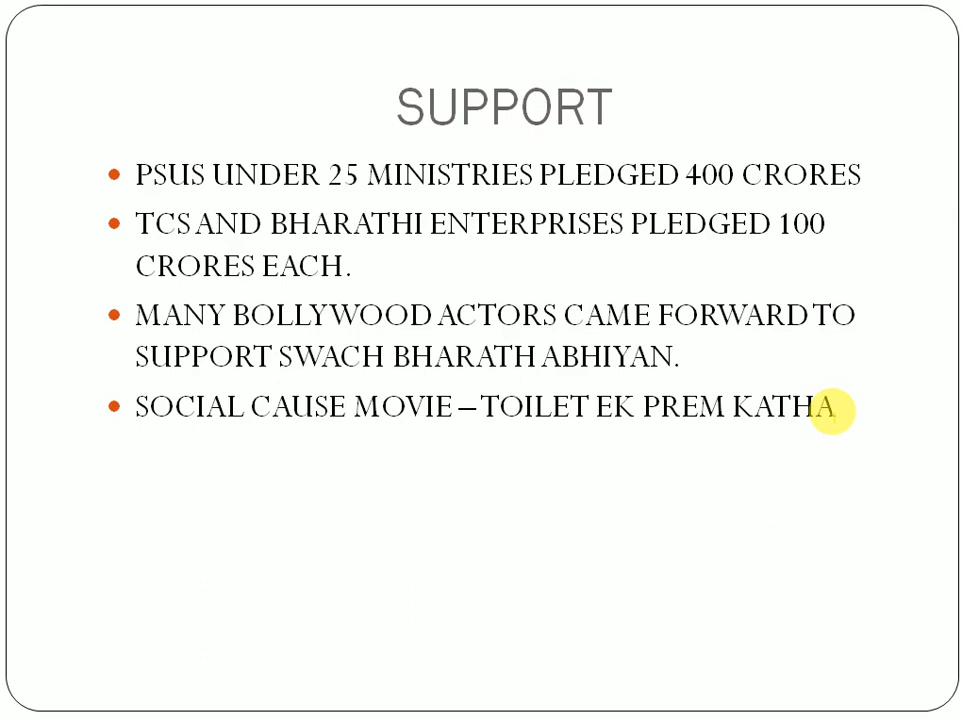 SUPPORT
• PSUS UNDER 25 MINISTRIES PLEDGED 400 CRORES
• TCS AND BHARATHI ENTERPRISES PLEDGED 100
CRORES EACH.
• MANY BOLLYWOOD ACTORS CAME FORWARD TO
SUPPORT SWACH BHARATH ABHIYAN.
• SOCIAL CAUSE MOVIE – TOILET EK PREM KATHA